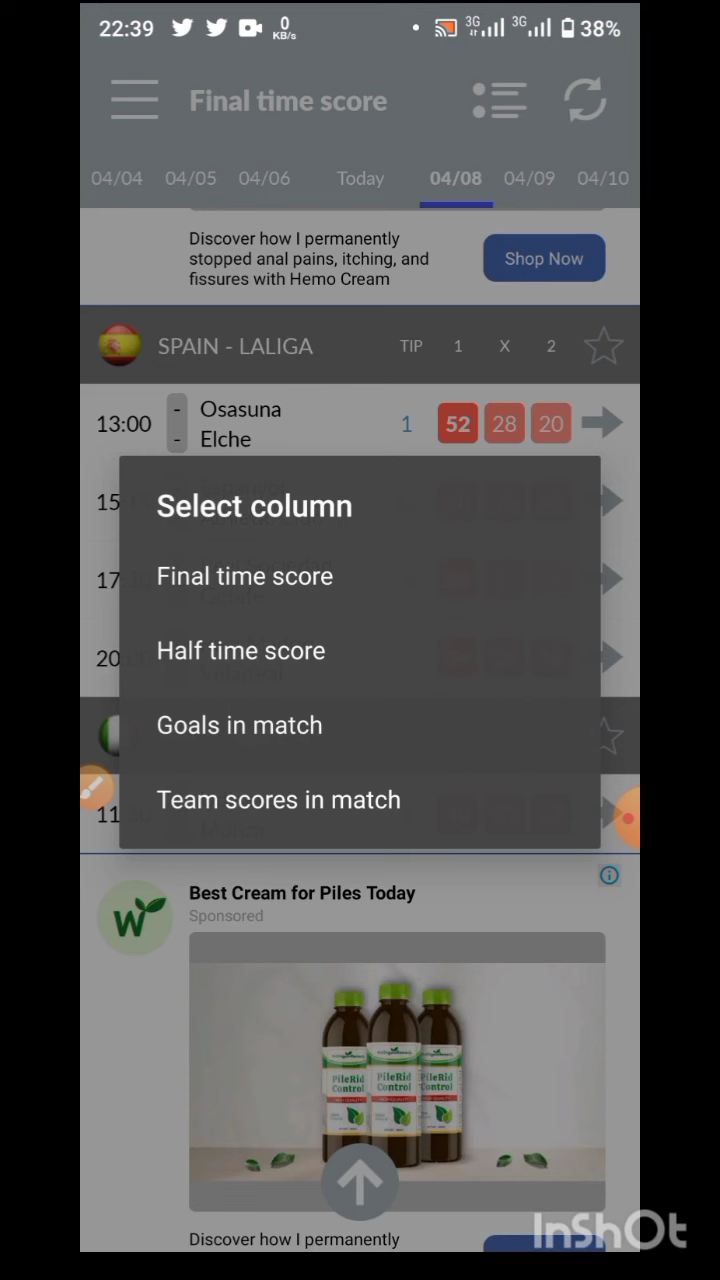 22:39 0 KB/s 3G 3G 38%
Final time score
04/04 04/05 04/06 Today 04/08 04/09 04/10
Discover how I permanently
stopped anal pains, itching, and
fissures with Hemo Cream
Shop Now
SPAIN - LALIGA TIP 1 X 2
13:00 - Osasuna 1 52 28 20
- Elche
15
17
20
11
Select column
Final time score
Half time score
Goals in match
Team scores in match
Best Cream for Piles Today
Sponsored
W
PileRid Control
PileRid Control
PileRid Control
Discover how I permanently
InShOt